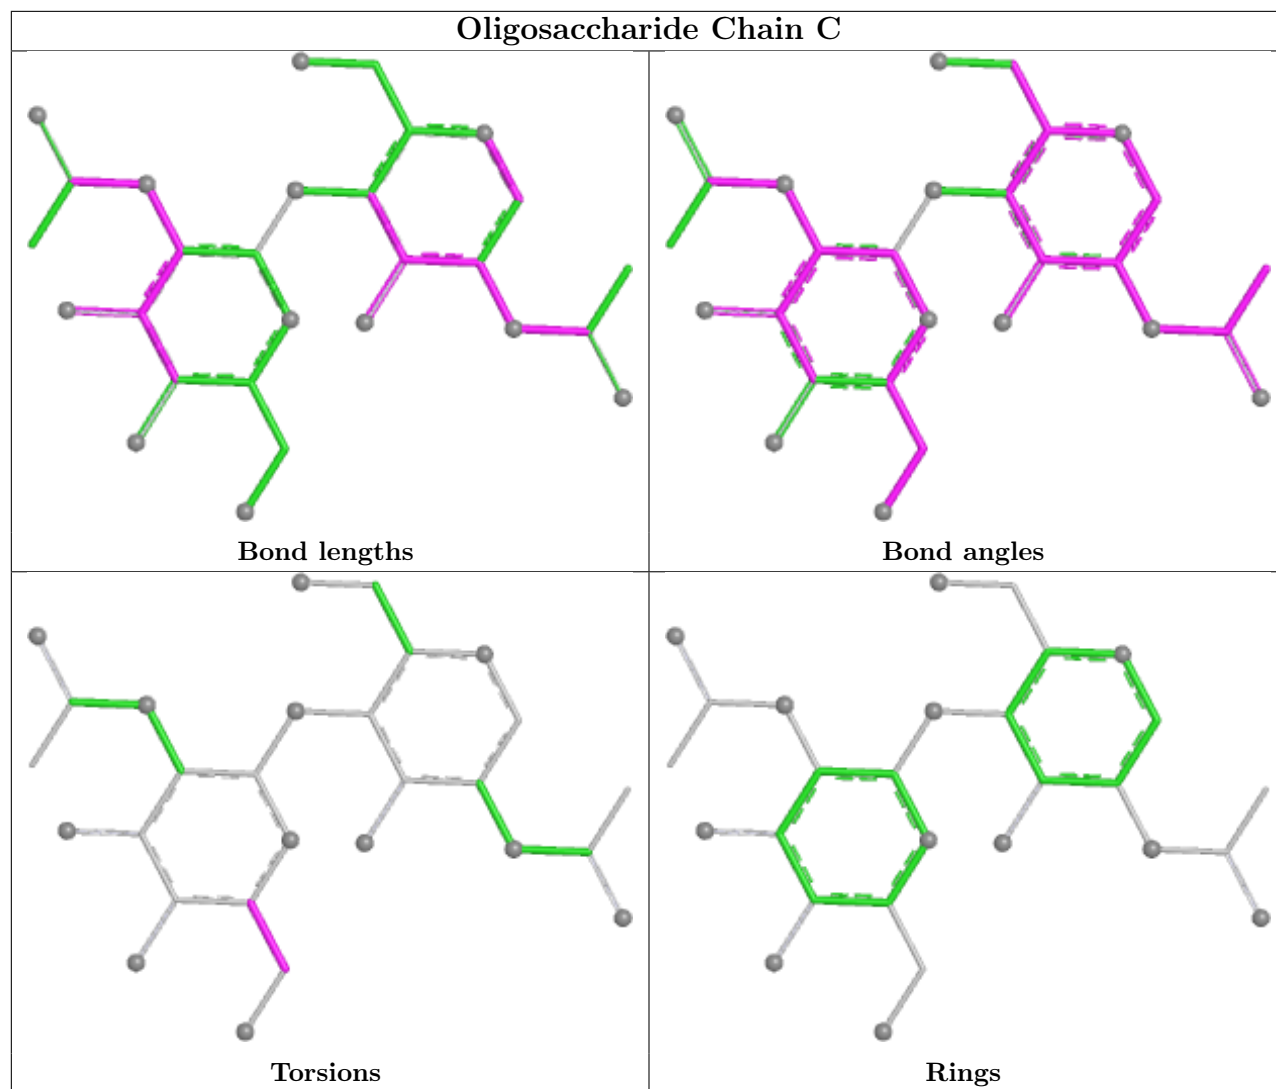 Oligosaccharide Chain C
Bond lengths
Bond angles
Torsions
Rings